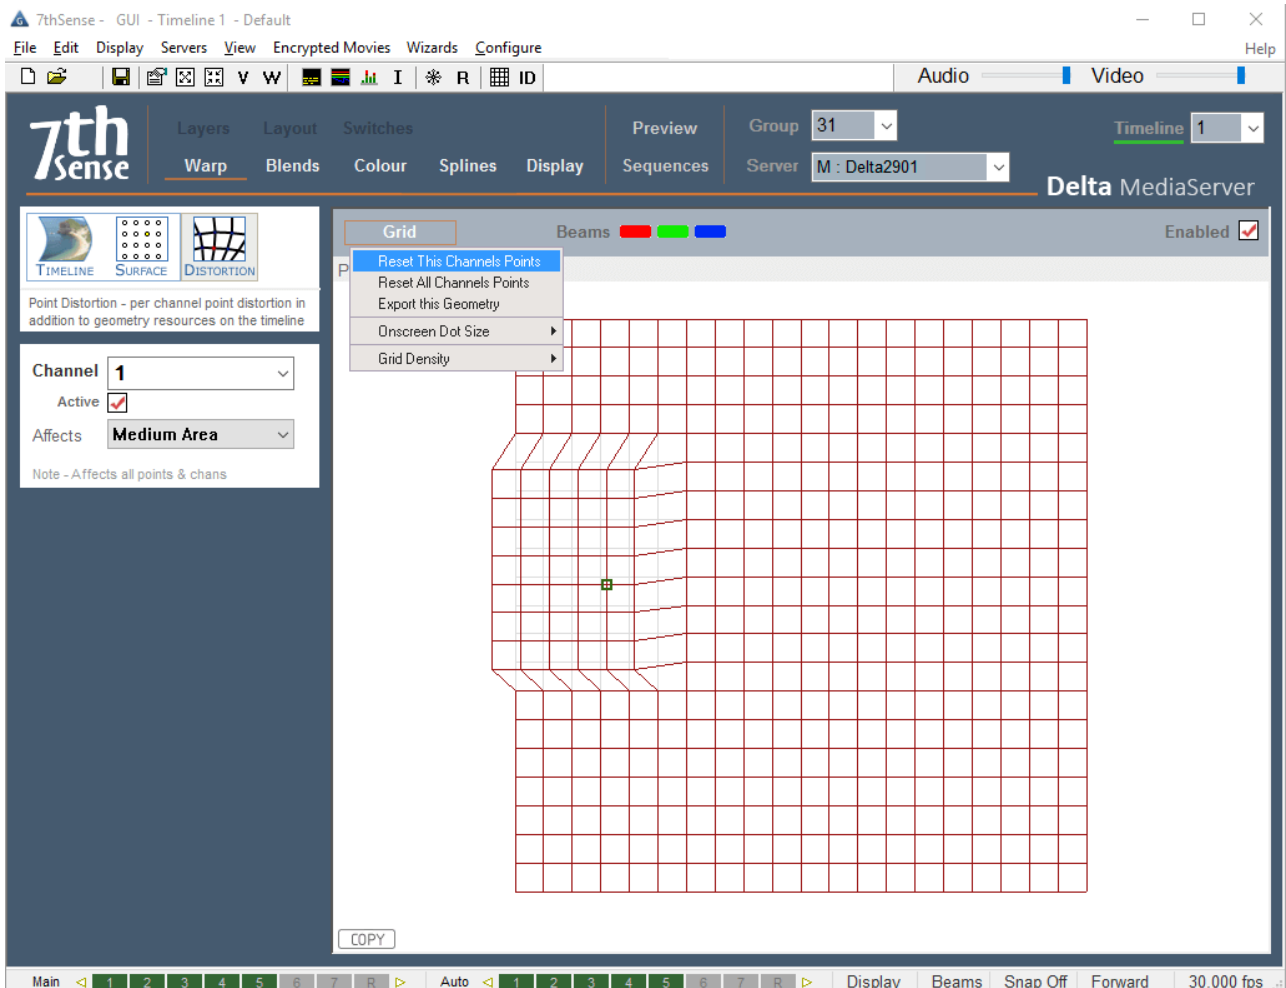 7thSense - GUI - Timeline 1 - Default
File Edit Display Servers View Encrypted Movies Wizards Configure Help
V W I R ID Audio Video
7th Sense
Layers Layout Switches Preview Group 31 Timeline 1
Warp Blends Colour Splines Display Sequences Server M : Delta2901
Delta MediaServer
TIMELINE SURFACE DISTORTION
Point Distortion - per channel point distortion in
addition to geometry resources on the timeline
Channel 1
Active
Affects Medium Area
Note - Affects all points & chans
Grid Beams Enabled
P
Reset This Channels Points
Reset All Channels Points
Export this Geometry
Onscreen Dot Size
Grid Density
COPY
Main 1 2 3 4 5 6 7 R Auto 1 2 3 4 5 6 7 R Display Beams Snap Off Forward 30.000 fps